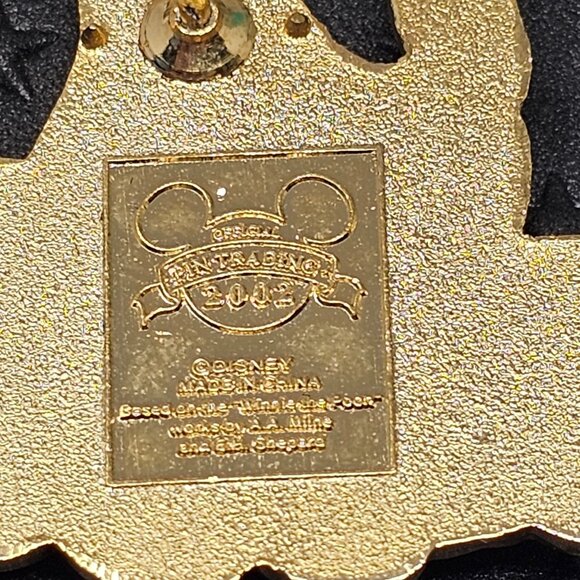 OFFICIAL
PIN TRADING
2002
©DISNEY
MADE IN CHINA
Based on the "Winnie the Pooh"
works by A.A. Milne
and E.H. Shepard